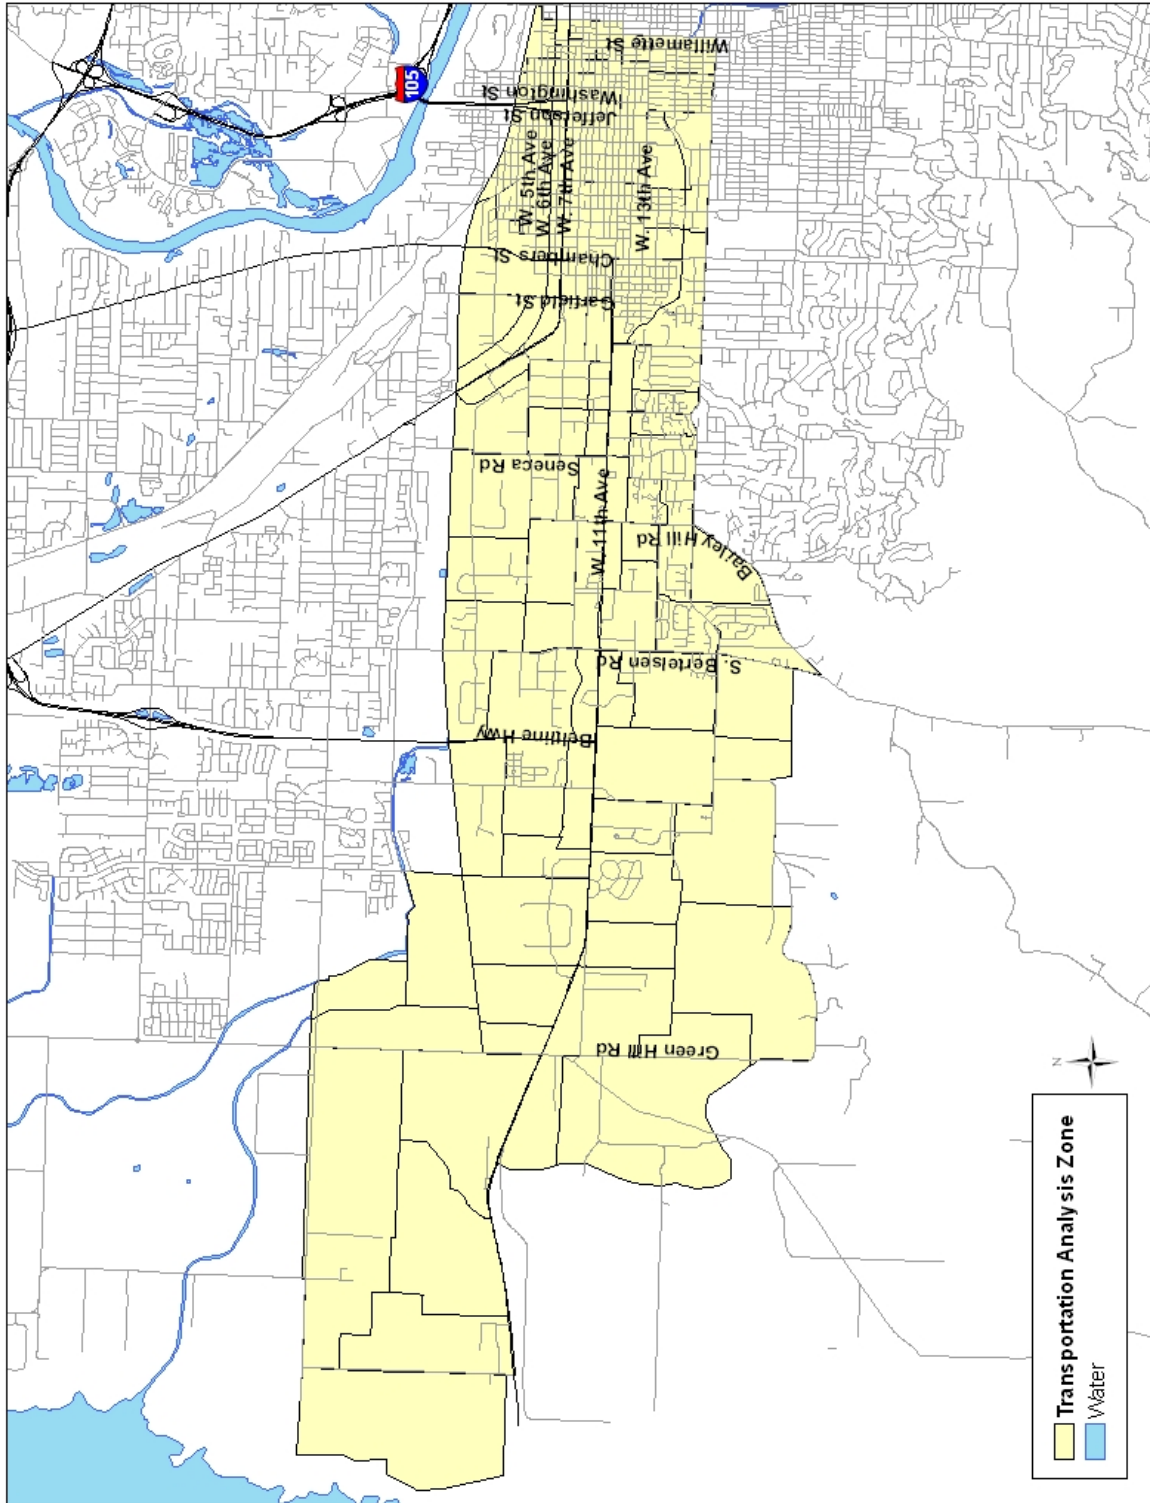 105
Willamette St
Washington St
Jefferson St
W. 5th Ave
W. 6th Ave
W. 7th Ave
W. 13th Ave
Chambers St
Garfield St.
Seneca Rd
W. 11th Ave
Bailey Hill Rd
S. Bertelsen Rd
Beltline Hwy
Green Hill Rd
N
Transportation Analysis Zone
Water